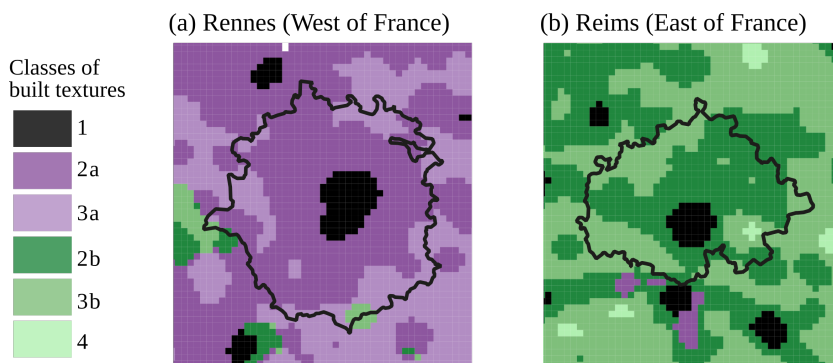 (a) Rennes (West of France)
(b) Reims (East of France)
Classes of
built textures
1
2a
3a
2b
3b
4